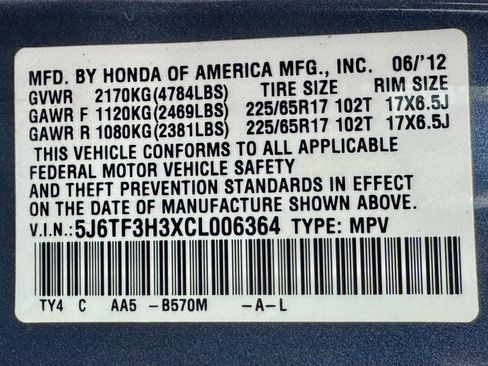 MFD. BY HONDA OF AMERICA MFG., INC. 06/'12
GVWR 2170KG(4784LBS) TIRE SIZE RIM SIZE
GAWR F 1120KG(2469LBS) 225/65R17 102T 17X6.5J
GAWR R 1080KG(2381LBS) 225/65R17 102T 17X6.5J
THIS VEHICLE CONFORMS TO ALL APPLICABLE
FEDERAL MOTOR VEHICLE SAFETY
AND THEFT PREVENTION STANDARDS IN EFFECT
ON THE DATE OF MANUFACTURE SHOWN ABOVE.
V.I.N.:5J6TF3H3XCL006364 TYPE: MPV
TY4 C AA5 -B570M -A-L